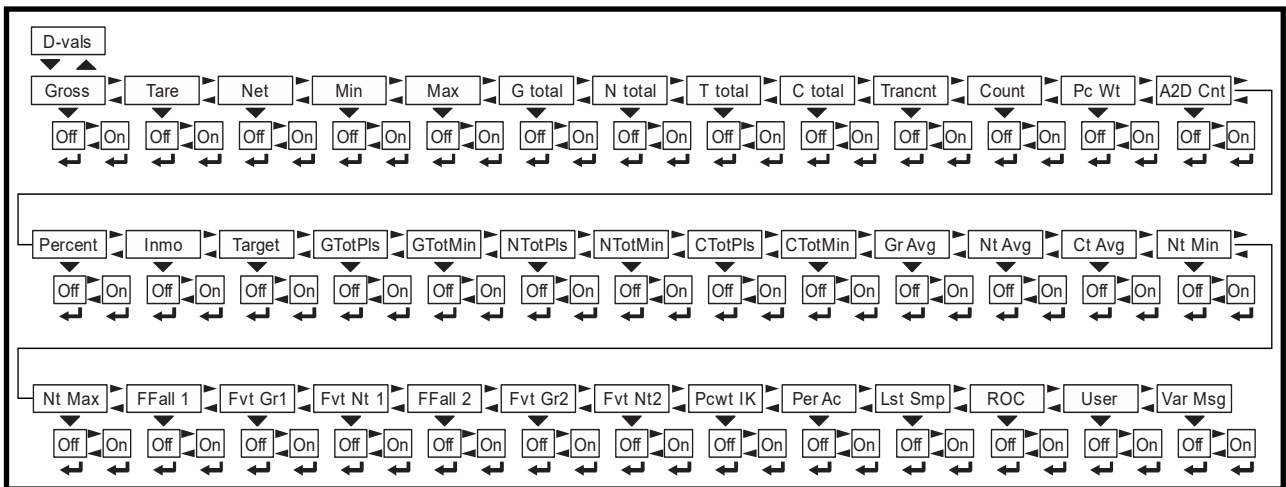 D-vals
Gross Tare Net Min Max G total N total T total C total Trancnt Count Pc Wt A2D Cnt
Off On Off On Off On Off On Off On Off On Off On Off On Off On Off On Off On Off On Off On
Percent Inmo Target GTotPls GTotMin NTotPls NTotMin CTotPls CTotMin Gr Avg Nt Avg Ct Avg Nt Min
Off On Off On Off On Off On Off On Off On Off On Off On Off On Off On Off On Off On Off On
Nt Max FFall 1 Fvt Gr1 Fvt Nt 1 FFall 2 Fvt Gr2 Fvt Nt2 Pcwt IK Per Ac Lst Smp ROC User Var Msg
Off On Off On Off On Off On Off On Off On Off On Off On Off On Off On Off On Off On Off On